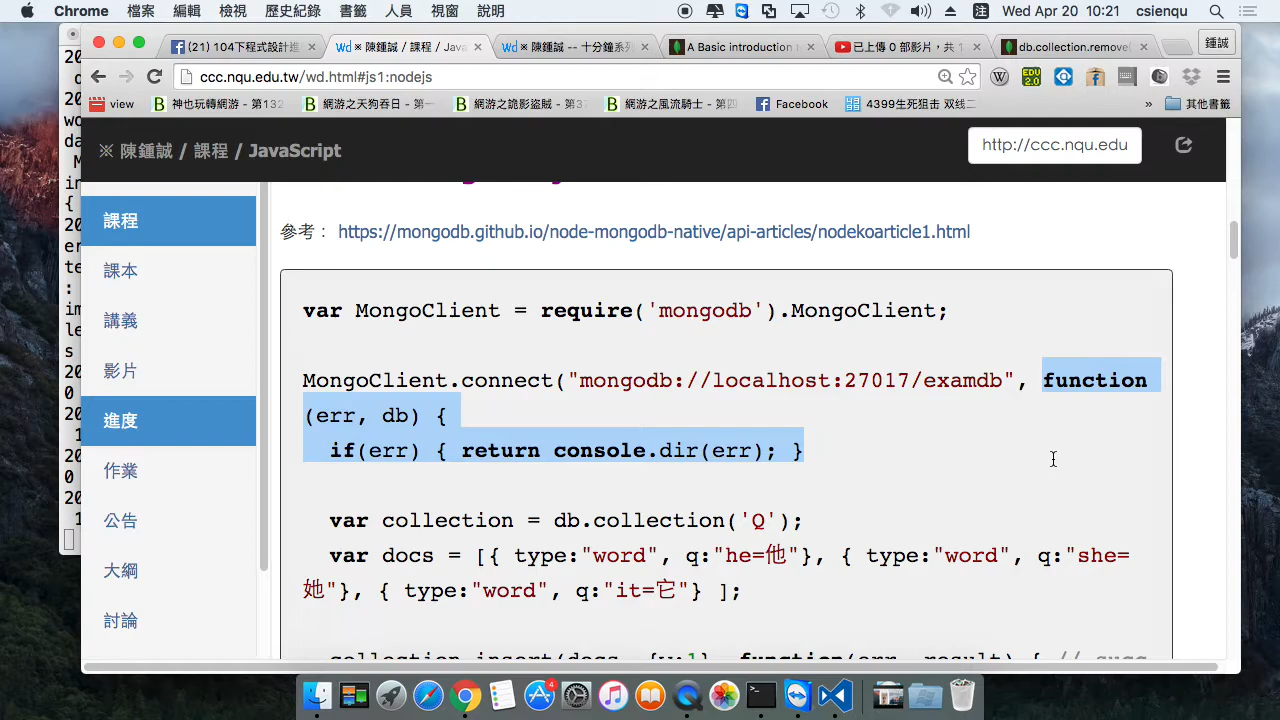 Chrome 檔案 編輯 檢視 歷史紀錄 書籤 人員 視窗 說明 注 Wed Apr 20 10:21 csienqu
(21) 104下程式設計進 ※ 陳鍾誠 / 課程 / Java ※ 陳鍾誠 -- 十分鐘系列 A Basic introduction 已上傳 0 部影片，共 1 db.collection.remove( 鍾誠
ccc.nqu.edu.tw/wd.html#js1:nodejs
view 神也玩轉網游 - 第132 網游之天狗吞日 - 第一 網游之風流騎士 - 第四 Facebook 4399生死狙击 双线二 » 其他書籤
※ 陳鍾誠 / 課程 / JavaScript http://ccc.nqu.edu
課程
課本
講義
影片
進度
作業
公告
大綱
討論
參考： https://mongodb.github.io/node-mongodb-native/api-articles/nodekoarticle1.html
var MongoClient = require('mongodb').MongoClient;
MongoClient.connect("mongodb://localhost:27017/examdb", function
(err, db) {
if(err) { return console.dir(err); }
var collection = db.collection('Q');
var docs = [{ type:"word", q:"he=他"}, { type:"word", q:"she=
她"}, { type:"word", q:"it=它"} ];
collection.insert(docs, {w:1}, function(err, result) { // succ